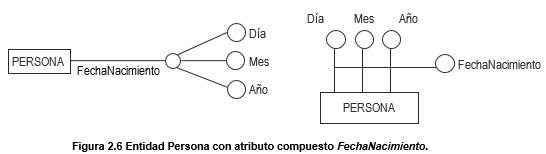 Día
PERSONA
FechaNacimiento
Mes
Año
Día Mes Año
FechaNacimiento
PERSONA
Figura 2.6 Entidad Persona con atributo compuesto FechaNacimiento.